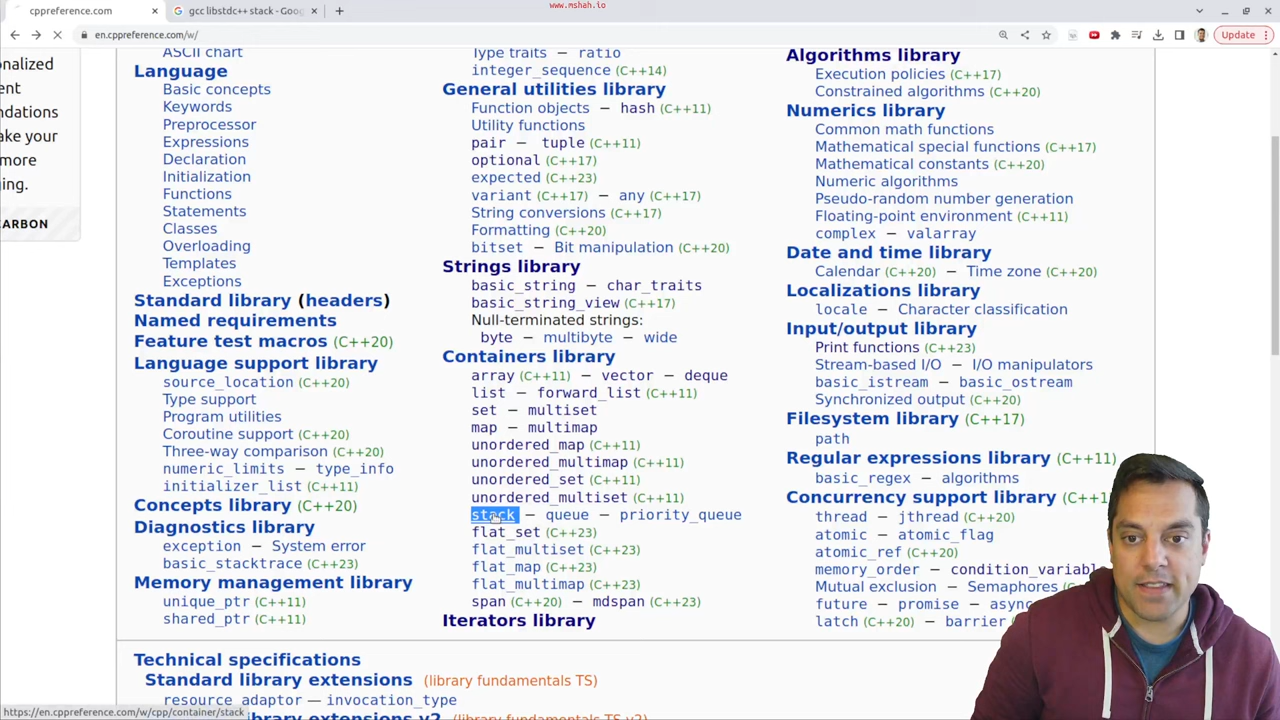 www.mshah.io
cppreference.com
gcc libstdc++ stack - Goo
en.cppreference.com/w/
Update
onalized
ent
ndations
ake your
more
ging.
CARBON
ASCII chart
Language
Basic concepts
Keywords
Preprocessor
Expressions
Declaration
Initialization
Functions
Statements
Classes
Overloading
Templates
Exceptions
Standard library (headers)
Named requirements
Feature test macros (C++20)
Language support library
source_location (C++20)
Type support
Program utilities
Coroutine support (C++20)
Three-way comparison (C++20)
numeric_limits − type_info
initializer_list (C++11)
Concepts library (C++20)
Diagnostics library
exception − System error
basic_stacktrace (C++23)
Memory management library
unique_ptr (C++11)
shared_ptr (C++11)
Type traits − ratio
integer_sequence (C++14)
General utilities library
Function objects − hash (C++11)
Utility functions
pair − tuple (C++11)
optional (C++17)
expected (C++23)
variant (C++17) − any (C++17)
String conversions (C++17)
Formatting (C++20)
bitset − Bit manipulation (C++20)
Strings library
basic_string − char_traits
basic_string_view (C++17)
Null-terminated strings:
byte − multibyte − wide
Containers library
array (C++11) − vector − deque
list − forward_list (C++11)
set − multiset
map − multimap
unordered_map (C++11)
unordered_multimap (C++11)
unordered_set (C++11)
unordered_multiset (C++11)
stack − queue − priority_queue
flat_set (C++23)
flat_multiset (C++23)
flat_map (C++23)
flat_multimap (C++23)
span (C++20) − mdspan (C++23)
Iterators library
Algorithms library
Execution policies (C++17)
Constrained algorithms (C++20)
Numerics library
Common math functions
Mathematical special functions (C++17)
Mathematical constants (C++20)
Numeric algorithms
Pseudo-random number generation
Floating-point environment (C++11)
complex − valarray
Date and time library
Calendar (C++20) − Time zone (C++20)
Localizations library
locale − Character classification
Input/output library
Print functions (C++23)
Stream-based I/O − I/O manipulators
basic_istream − basic_ostream
Synchronized output (C++20)
Filesystem library (C++17)
path
Regular expressions library (C++11)
basic_regex − algorithms
Concurrency support library (C++1
thread − jthread (C++20)
atomic − atomic_flag
atomic_ref (C++20)
memory_order − condition_variabl
Mutual exclusion − Semaphores
future − promise − async
latch (C++20) − barrier
Technical specifications
Standard library extensions (library fundamentals TS)
resource_adaptor — invocation_type
library extensions v2 (library fundamentals TS v2)
https://en.cppreference.com/w/cpp/container/stack